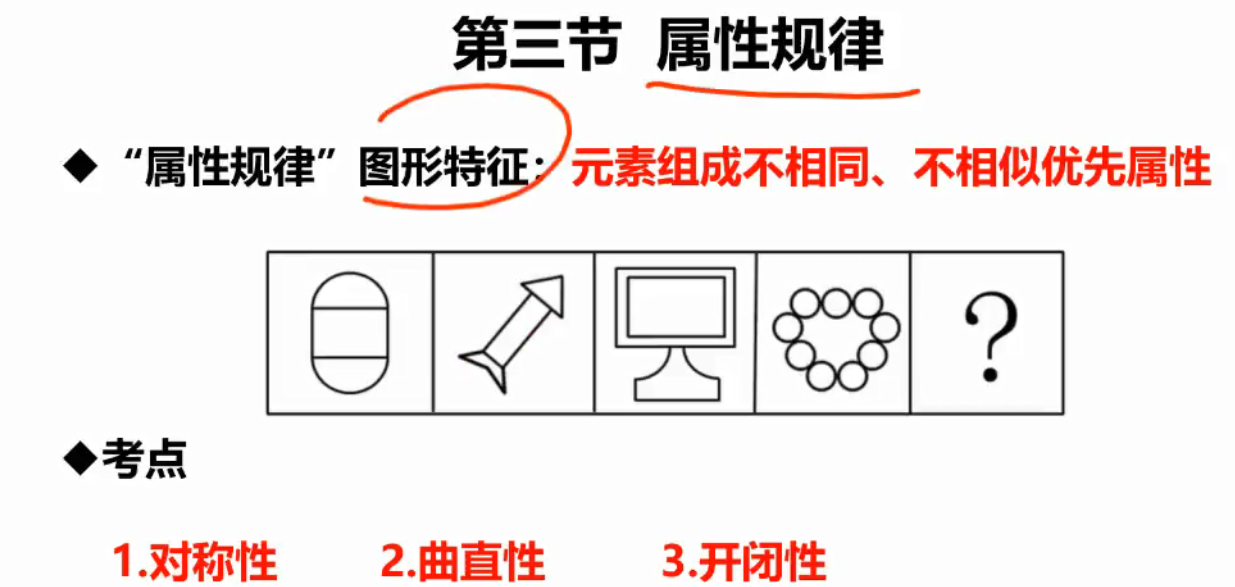 第三节 属性规律
◆“属性规律”图形特征：元素组成不相同、不相似优先属性
?
◆考点
1.对称性 2.曲直性 3.开闭性